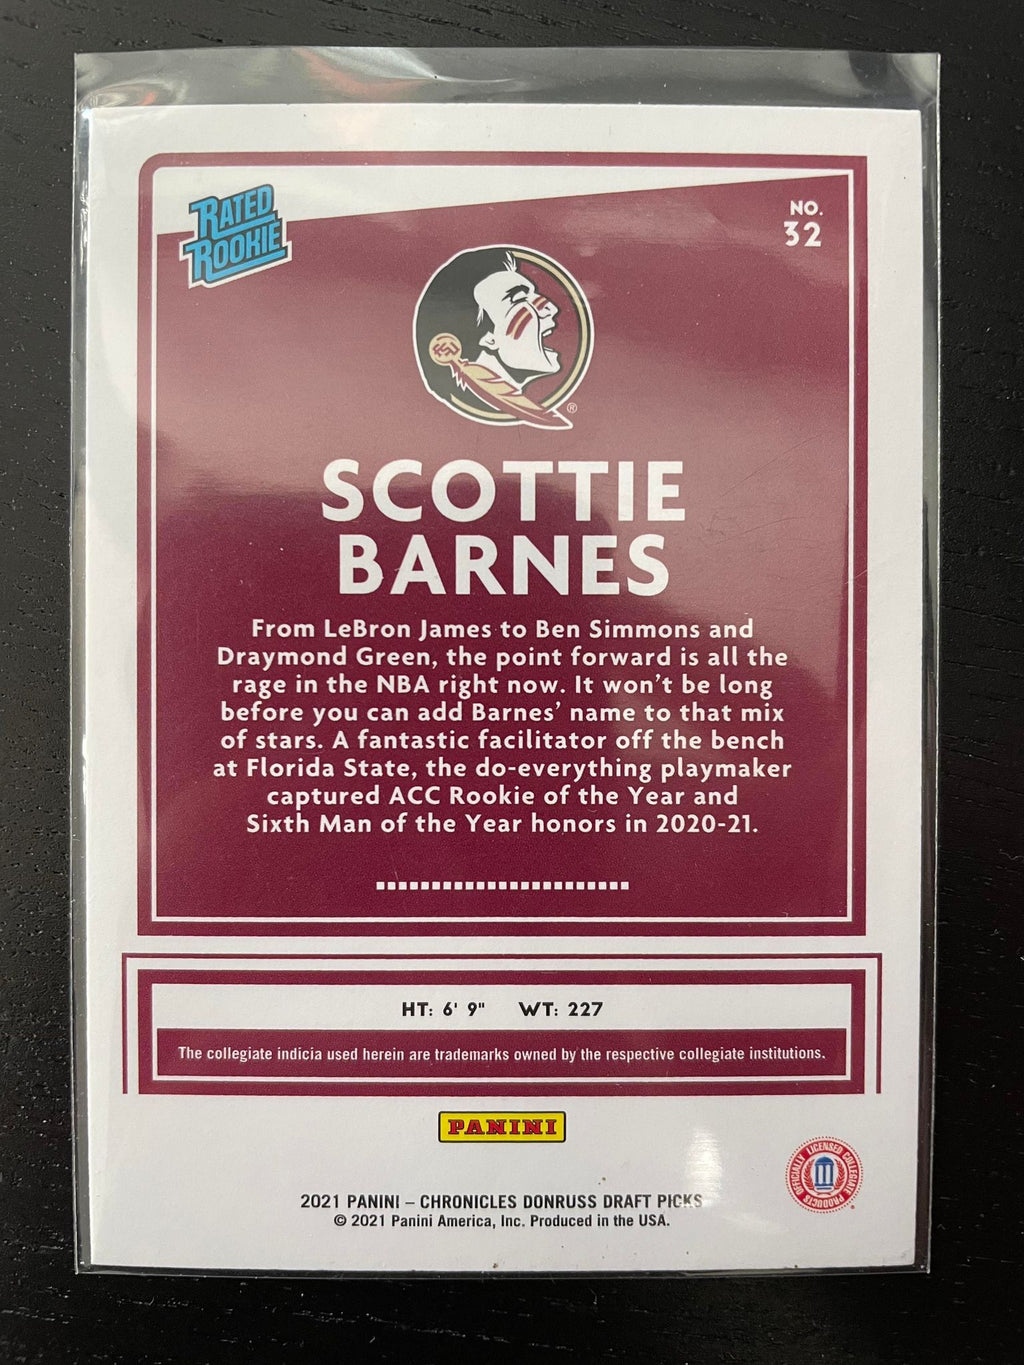 RATED
ROOKIE
NO.
32
FSU
®
SCOTTIE
BARNES
From LeBron James to Ben Simmons and
Draymond Green, the point forward is all the
rage in the NBA right now. It won't be long
before you can add Barnes' name to that mix
of stars. A fantastic facilitator off the bench
at Florida State, the do-everything playmaker
captured ACC Rookie of the Year and
Sixth Man of the Year honors in 2020-21.
HT: 6' 9" WT: 227
The collegiate indicia used herein are trademarks owned by the respective collegiate institutions.
PANINI
OFFICIALLY LICENSED COLLEGIATE PRODUCTS
2021 PANINI – CHRONICLES DONRUSS DRAFT PICKS
© 2021 Panini America, Inc. Produced in the USA.